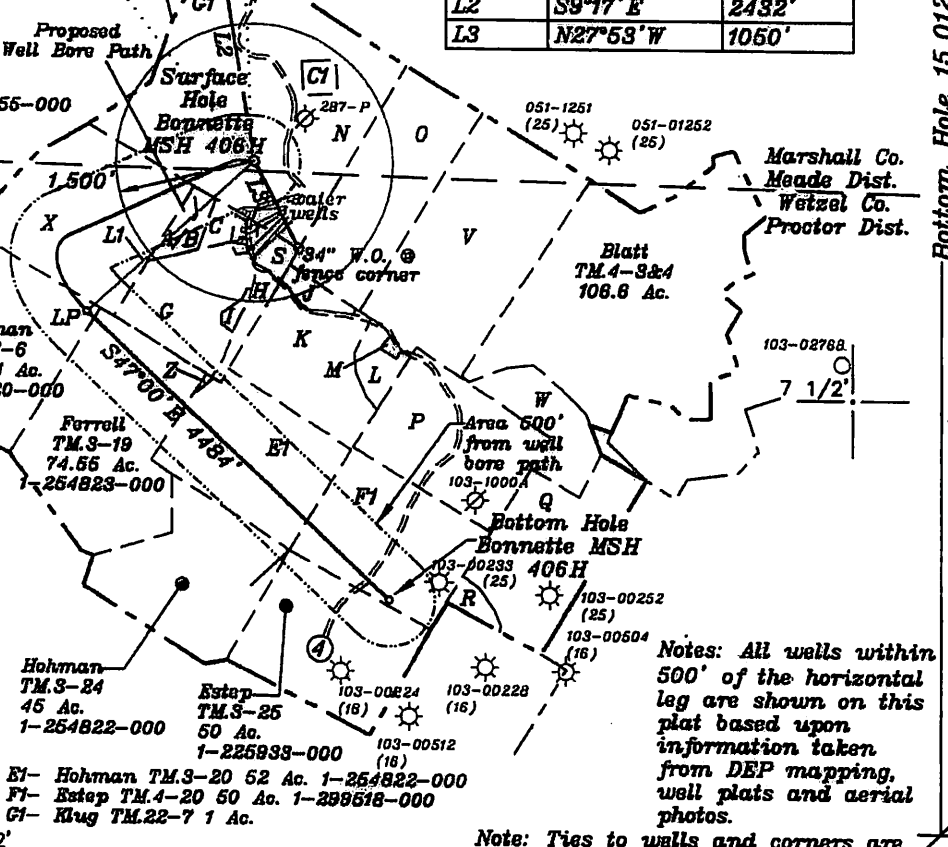 G1
L2 S9°17'E 2432'
L3 N27°53'W 1050'
Proposed
Well Bore Path
L2
Surface
Hole
Bonnette
MSH 406H
C1
287-P
55-000
N
O
051-1251
(25)
051-01252
(25)
Marshall Co.
Meade Dist.
Wetzel Co.
Proctor Dist.
1,500'
L3
water
wells
X
L1
A
B
C
J
S
34" W.O. @
fence corner
V
Blatt
TM.4-3&4
106.6 Ac.
H
J
G
I
K
LP
M
L
Z
S47°00'E 4484'
103-02768
7 1/2'
W
P
Area 500'
from well
bore path
103-1000A
Ferrell
TM.3-19
74.55 Ac.
1-254823-000
E1
F1
Q
Bottom Hole
Bonnette MSH
406H
103-00233
(25)
R
103-00252
(25)
103-00504
(16)
4
Hohman
TM.3-24
45 Ac.
1-254822-000
Estep
TM.3-25
50 Ac.
1-225933-000
103-00224
(16)
103-00228
(16)
103-00512
(16)
Notes: All wells within
500' of the horizontal
leg are shown on this
plat based upon
information taken
from DEP mapping,
well plats and aerial
photos.
E1- Hohman TM.3-20 52 Ac. 1-254822-000
F1- Estep TM.4-20 50 Ac. 1-299518-000
G1- Klug TM.22-7 1 Ac.
Note: Ties to wells and corners are
Bottom Hole 15,012